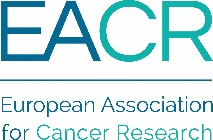 EACR
European Association
for Cancer Research